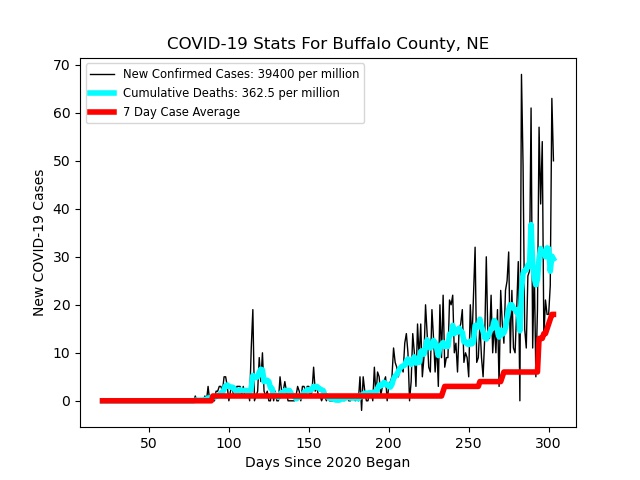 COVID-19 Stats For Buffalo County, NE
New Confirmed Cases: 39400 per million
Cumulative Deaths: 362.5 per million
7 Day Case Average
New COVID-19 Cases
70
60
50
40
30
20
10
0
50 100 150 200 250 300
Days Since 2020 Began